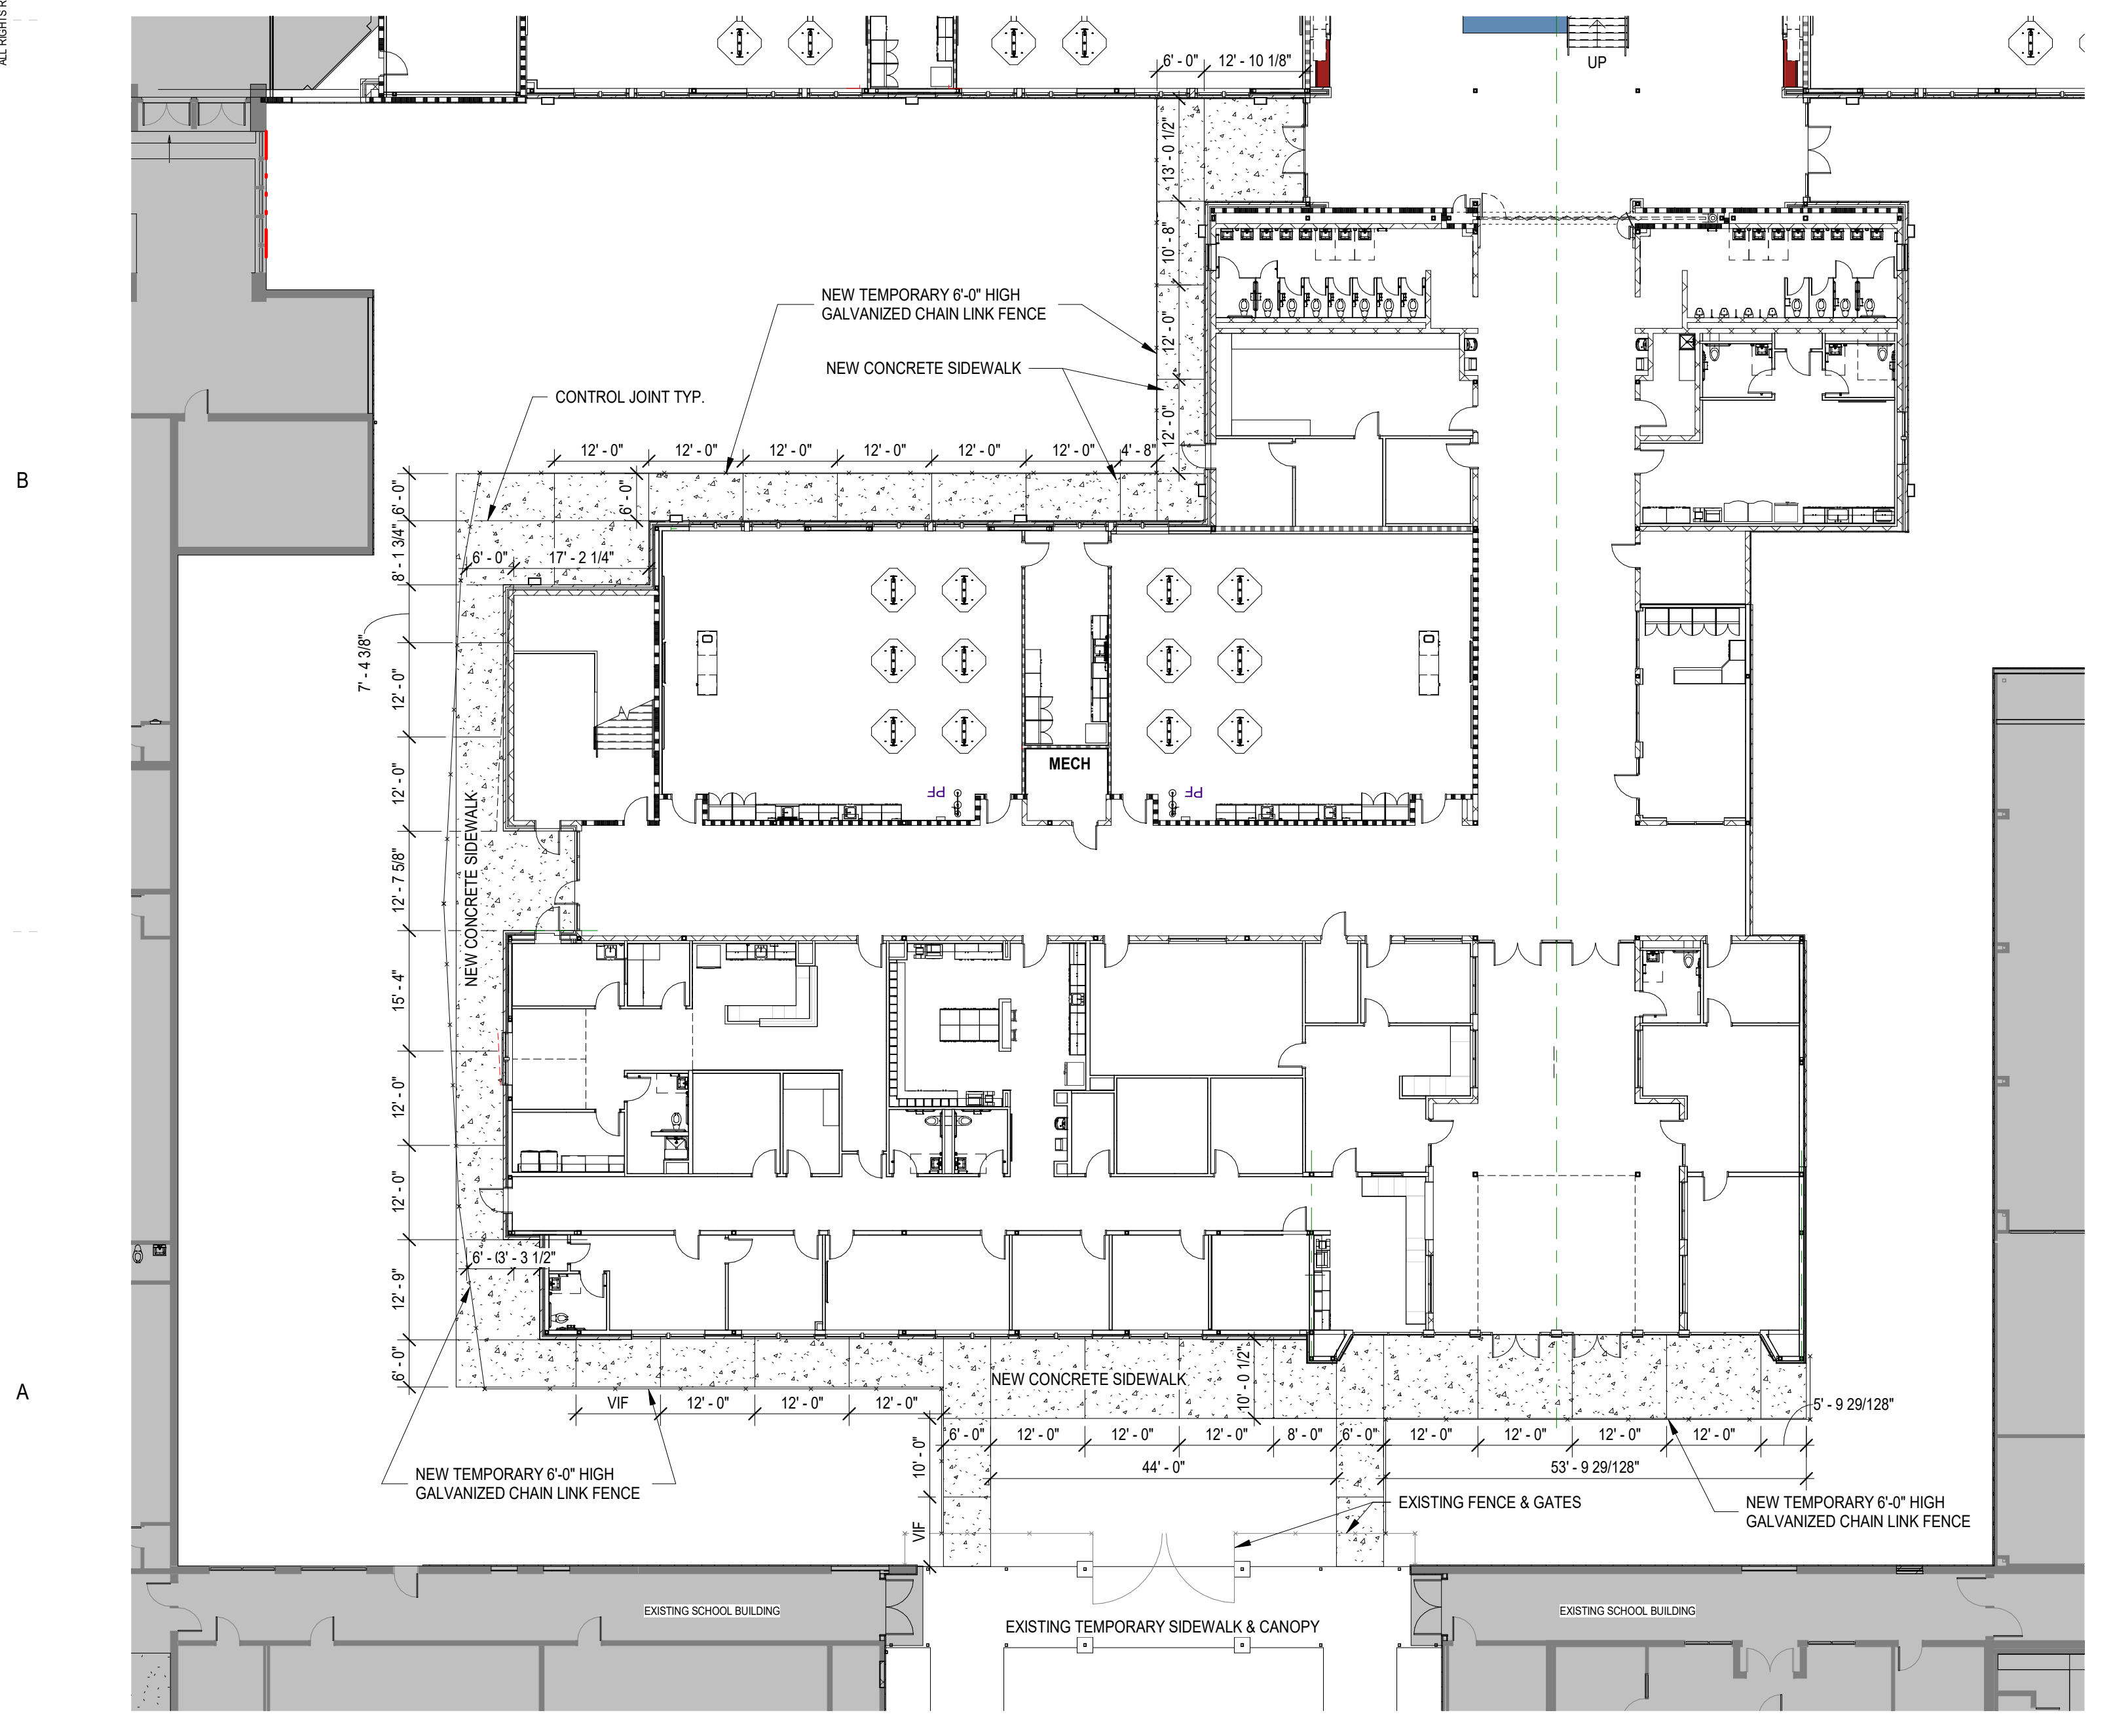 ALL RIGHTS R
UP
6' - 0"
12' - 10 1/8"
13' - 0 1/2"
10' - 8"
12' - 0"
12' - 0"
NEW TEMPORARY 6'-0" HIGH
GALVANIZED CHAIN LINK FENCE
NEW CONCRETE SIDEWALK
CONTROL JOINT TYP.
12' - 0"
12' - 0"
12' - 0"
12' - 0"
12' - 0"
12' - 0"
4' - 8"
B
6' - 0"
6' - 0"
8' - 1 3/4"
6' - 0"
17' - 2 1/4"
7' - 4 3/8"
12' - 0"
12' - 0"
MECH
PF
PF
NEW CONCRETE SIDEWALK
12' - 7 5/8"
15' - 4"
12' - 0"
12' - 0"
6' - (3' - 3 1/2"
12' - 9"
6' - 0"
A
NEW CONCRETE SIDEWALK
10' - 0 1/2"
VIF
12' - 0"
12' - 0"
12' - 0"
5' - 9 29/128"
6' - 0"
12' - 0"
12' - 0"
12' - 0"
8' - 0"
6' - 0"
12' - 0"
12' - 0"
12' - 0"
12' - 0"
10' - 0"
44' - 0"
53' - 9 29/128"
NEW TEMPORARY 6'-0" HIGH
GALVANIZED CHAIN LINK FENCE
EXISTING FENCE & GATES
NEW TEMPORARY 6'-0" HIGH
GALVANIZED CHAIN LINK FENCE
VIF
EXISTING SCHOOL BUILDING
EXISTING SCHOOL BUILDING
EXISTING TEMPORARY SIDEWALK & CANOPY